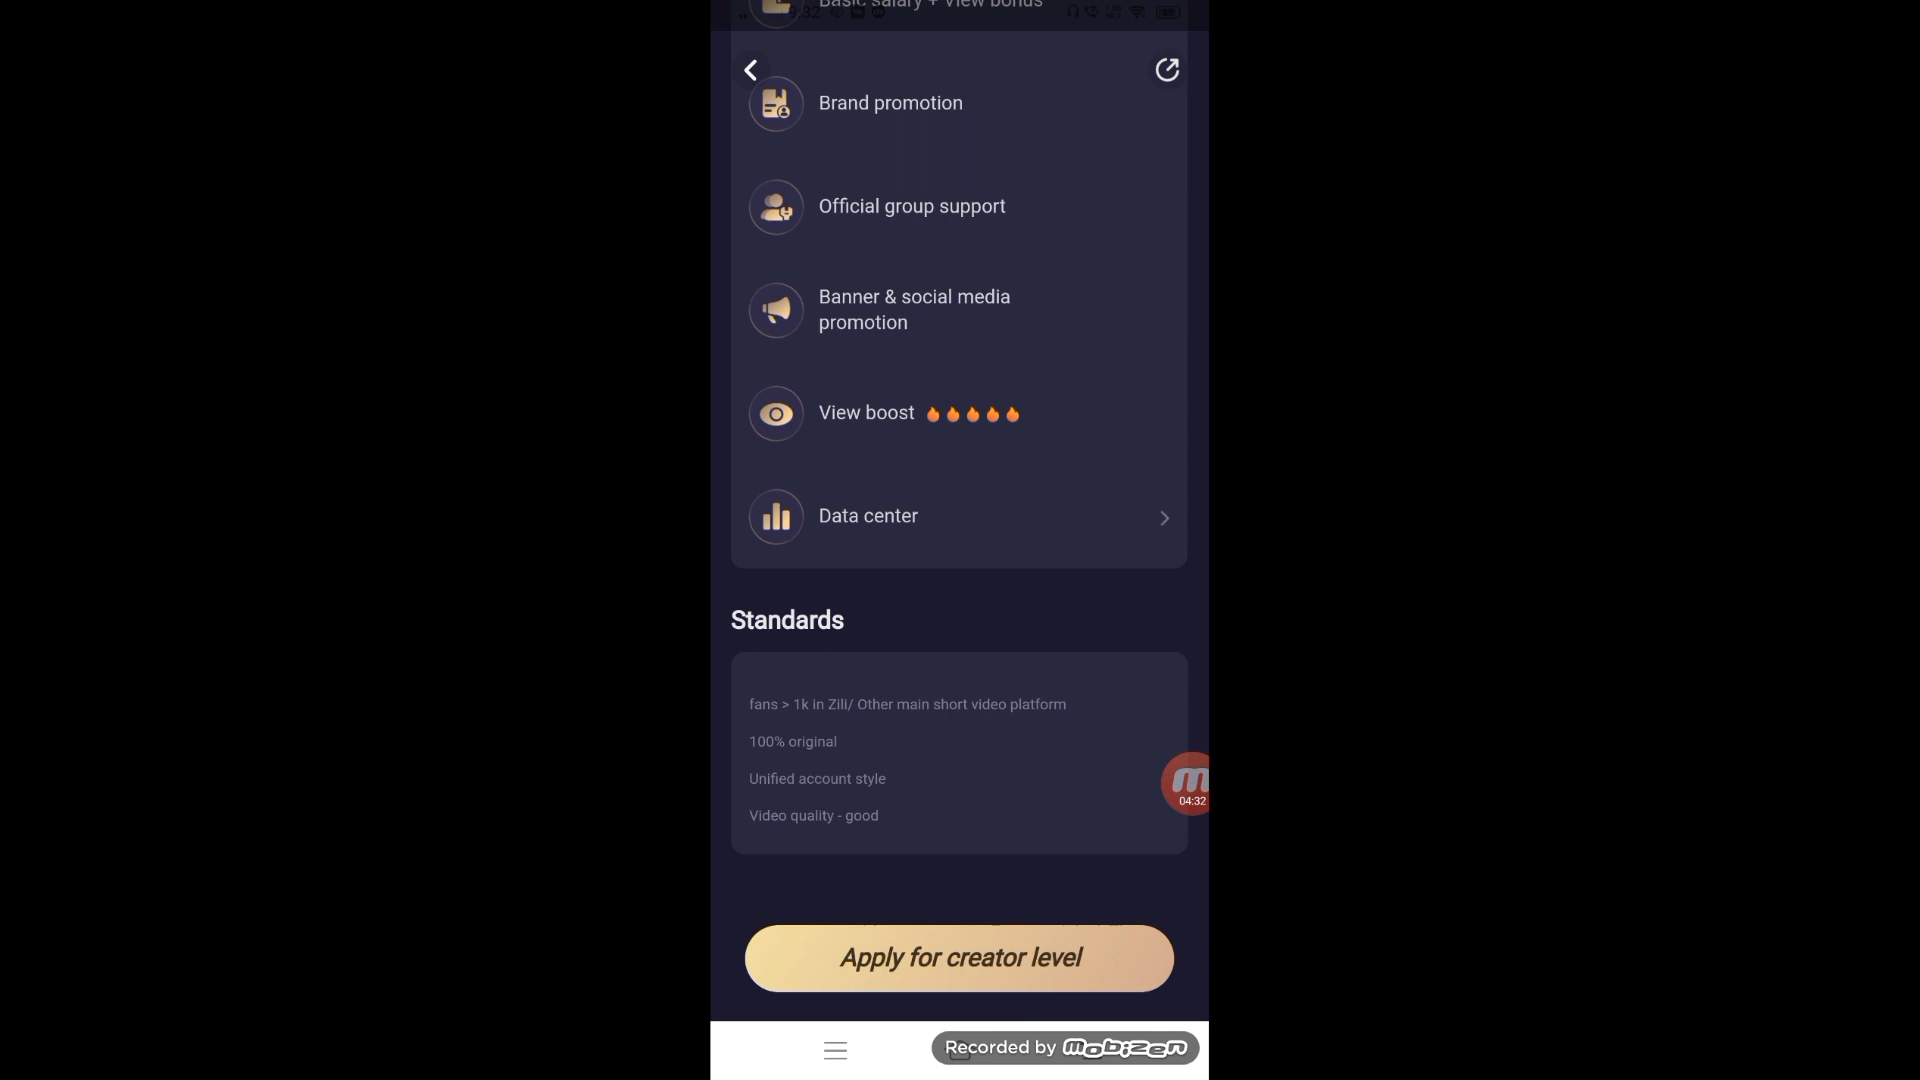 Basic salary + View bonus
9:32
Brand promotion
Official group support
Banner & social media
promotion
View boost 🔥🔥🔥🔥🔥
Data center
Standards
fans > 1k in Zili/ Other main short video platform
100% original
Unified account style
Video quality - good
04:32
Apply for creator level
Recorded by mobizen